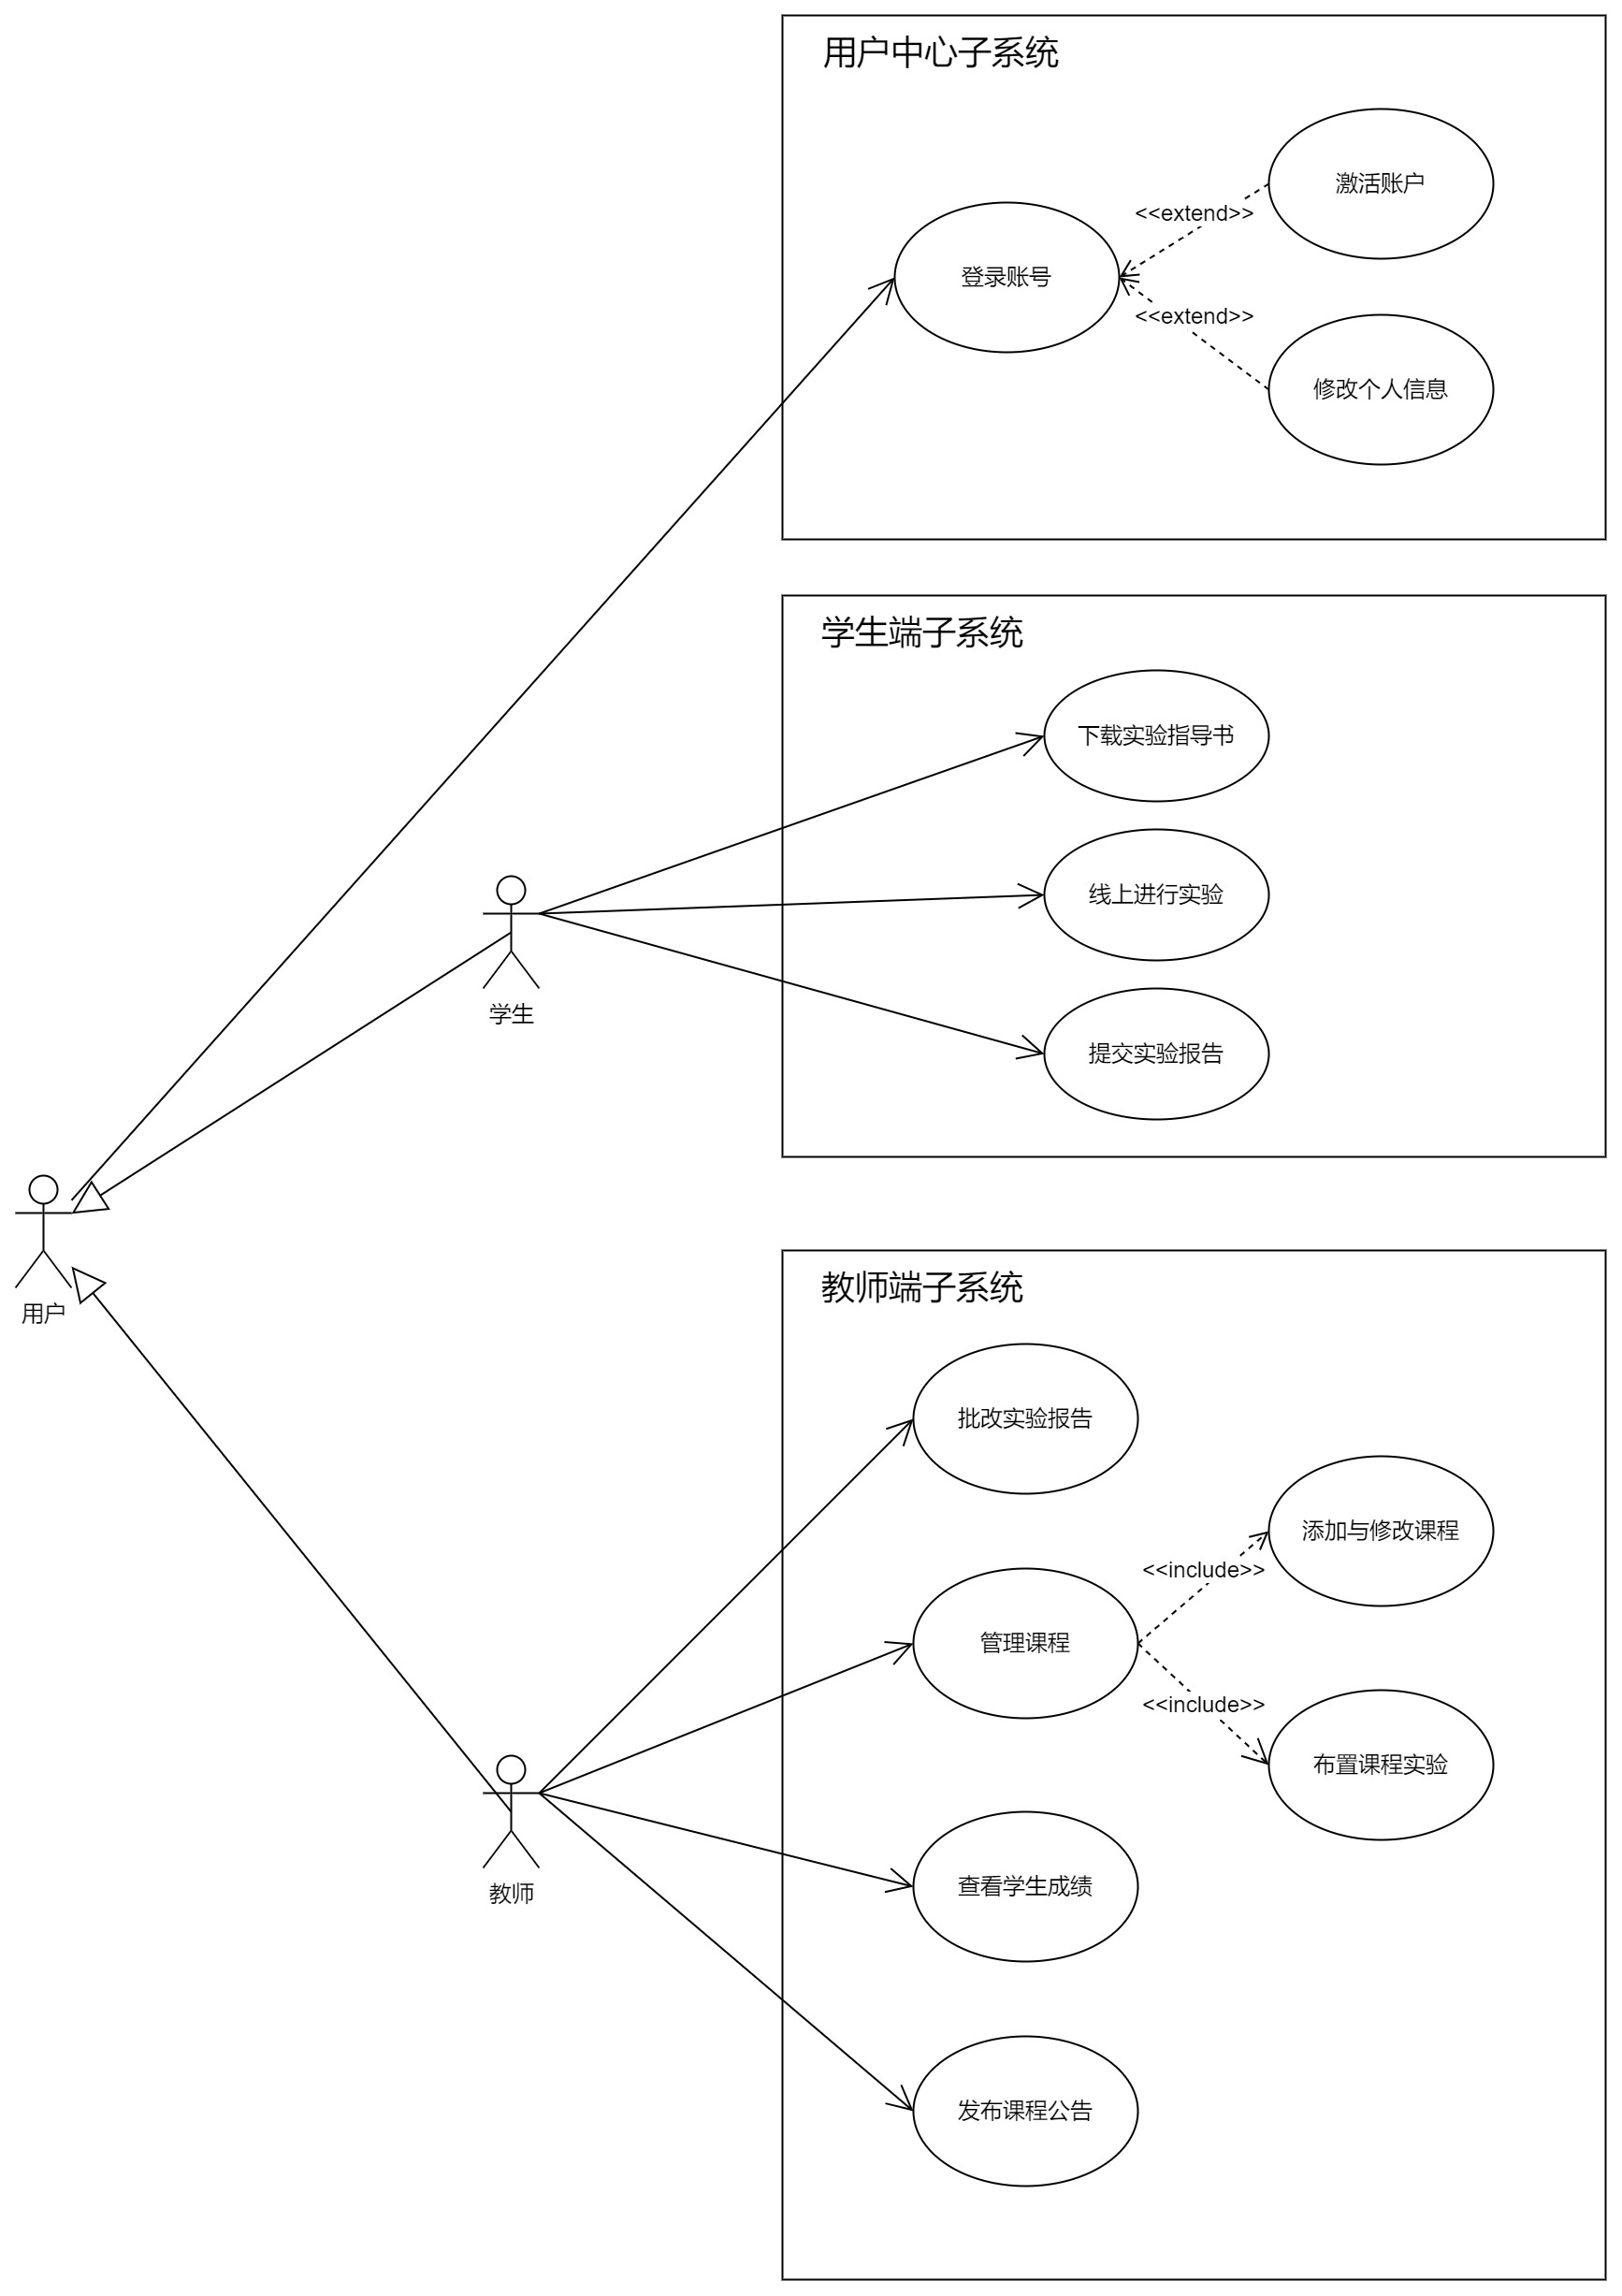 用户中心子系统
激活账户
<<extend>>
登录账号
<<extend>>
修改个人信息
学生端子系统
下载实验指导书
线上进行实验
学生
提交实验报告
用户
教师端子系统
批改实验报告
添加与修改课程
<<include>>
管理课程
<<include>>
布置课程实验
查看学生成绩
教师
发布课程公告